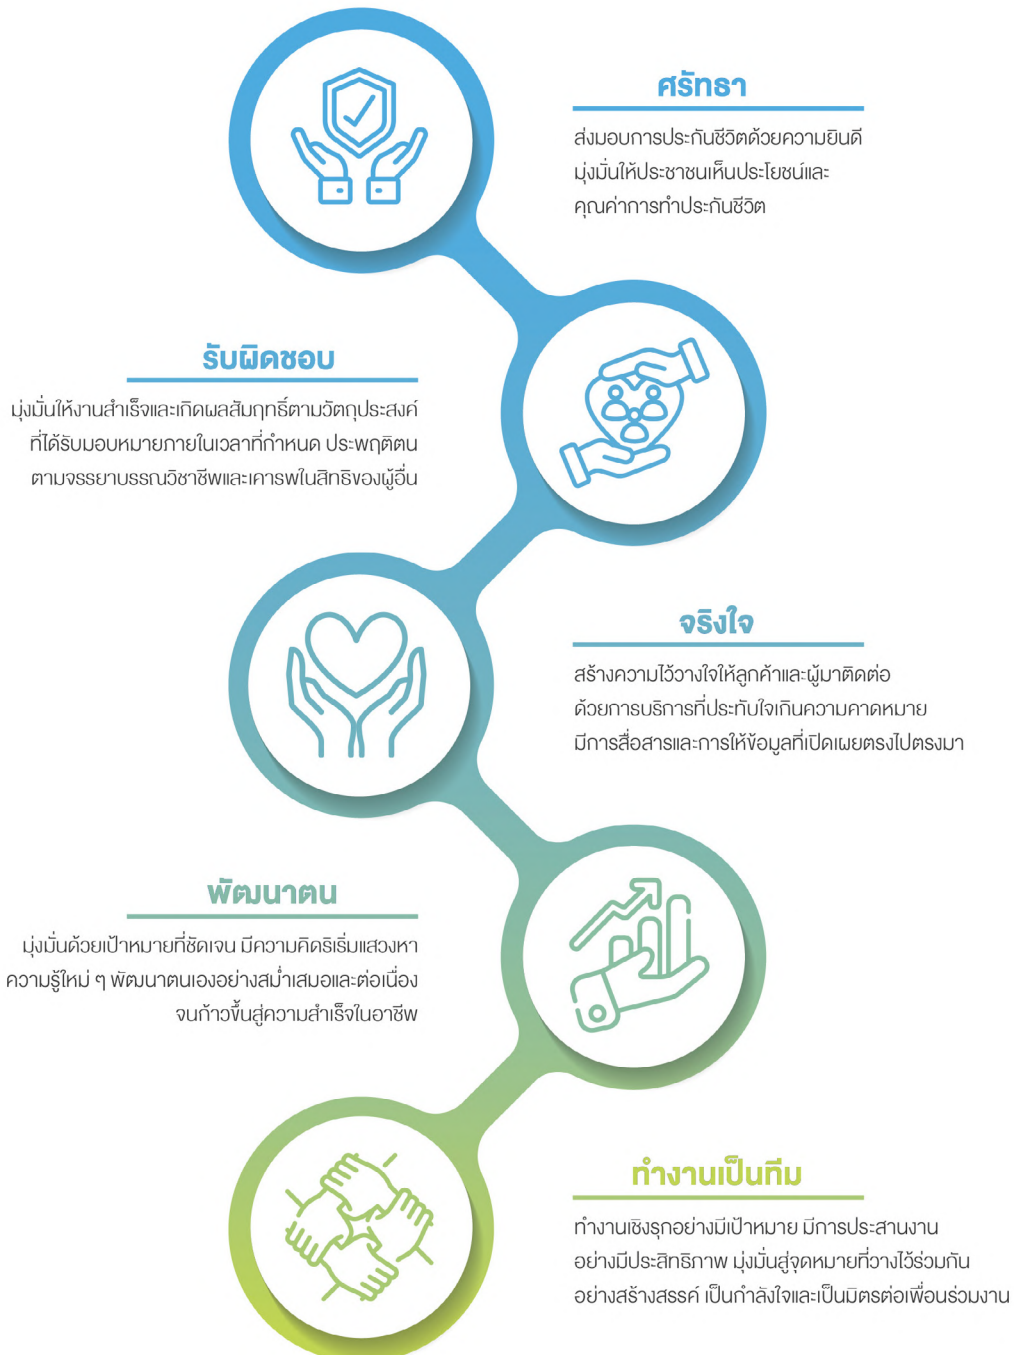 ศรัทธา
ส่งมอบการประกันชีวิตด้วยความยินดี
มุ่งมั่นให้ประชาชนเห็นประโยชน์และ
คุณค่าการทำประกันชีวิต
รับผิดชอบ
มุ่งมั่นให้งานสำเร็จและเกิดผลสัมฤทธิ์ตามวัตถุประสงค์
ที่ได้รับมอบหมายภายในเวลาที่กำหนด ประพฤติตน
ตามจรรยาบรรณวิชาชีพและเคารพในสิทธิของผู้อื่น
จริงใจ
สร้างความไว้วางใจให้ลูกค้าและผู้มาติดต่อ
ด้วยการบริการที่ประทับใจเกินความคาดหมาย
มีการสื่อสารและการให้ข้อมูลที่เปิดเผยตรงไปตรงมา
พัฒนาตน
มุ่งมั่นด้วยเป้าหมายที่ชัดเจน มีความคิดริเริ่มแสวงหา
ความรู้ใหม่ ๆ พัฒนาตนเองอย่างสม่ำเสมอและต่อเนื่อง
จนก้าวขึ้นสู่ความสำเร็จในอาชีพ
ทำงานเป็นทีม
ทำงานเชิงรุกอย่างมีเป้าหมาย มีการประสานงาน
อย่างมีประสิทธิภาพ มุ่งมั่นสู่จุดหมายที่วางไว้ร่วมกัน
อย่างสร้างสรรค์ เป็นกำลังใจและเป็นมิตรต่อเพื่อนร่วมงาน